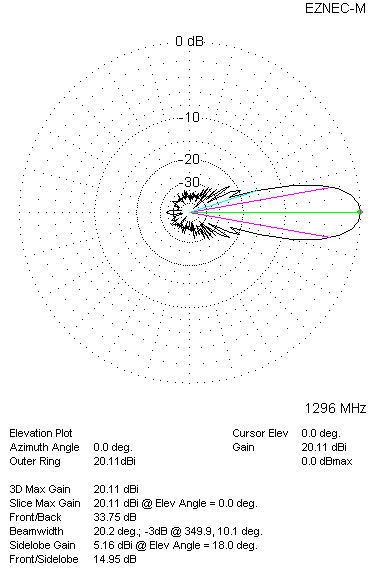 EZNEC-M
0 dB
-10
-20
-30
1296 MHz
Elevation Plot
Cursor Elev 0.0 deg.
Azimuth Angle 0.0 deg.
Gain 20.11 dBi
Outer Ring 20.11dBi
0.0 dBmax
3D Max Gain 20.11 dBi
Slice Max Gain 20.11 dBi @ Elev Angle = 0.0 deg.
Front/Back 33.75 dB
Beamwidth 20.2 deg.; -3dB @ 349.9, 10.1 deg.
Sidelobe Gain 5.16 dBi @ Elev Angle = 18.0 deg.
Front/Sidelobe 14.95 dB